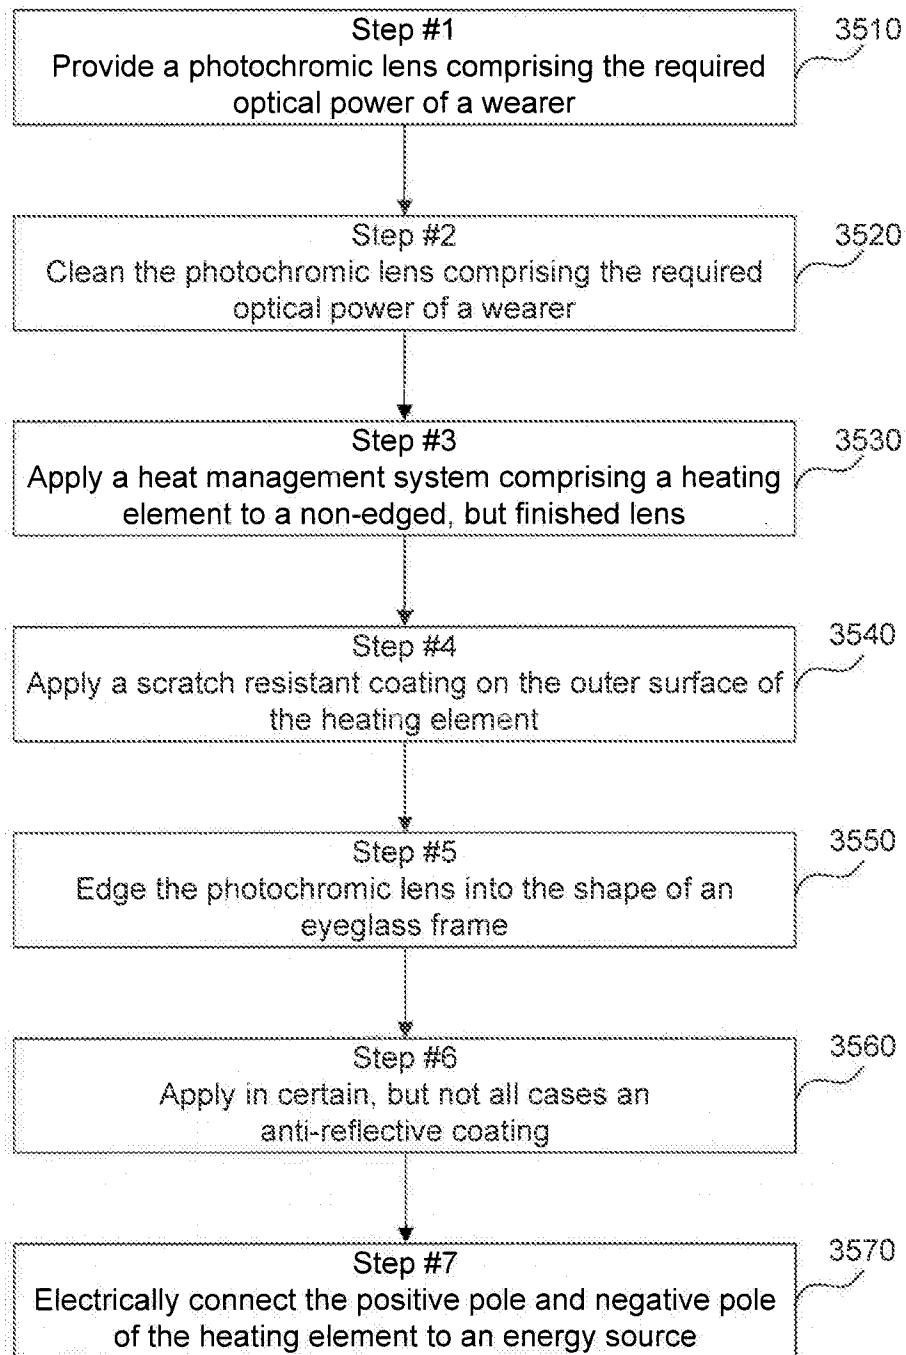 Step #1
3510
Provide a photochromic lens comprising the required
optical power of a wearer
Step #2
3520
Clean the photochromic lens comprising the required
optical power of a wearer
Step #3
3530
Apply a heat management system comprising a heating
element to a non-edged, but finished lens
Step #4
3540
Apply a scratch resistant coating on the outer surface of
the heating element
Step #5
3550
Edge the photochromic lens into the shape of an
eyeglass frame
Step #6
3560
Apply in certain, but not all cases an
anti-reflective coating
Step #7
3570
Electrically connect the positive pole and negative pole
of the heating element to an energy source